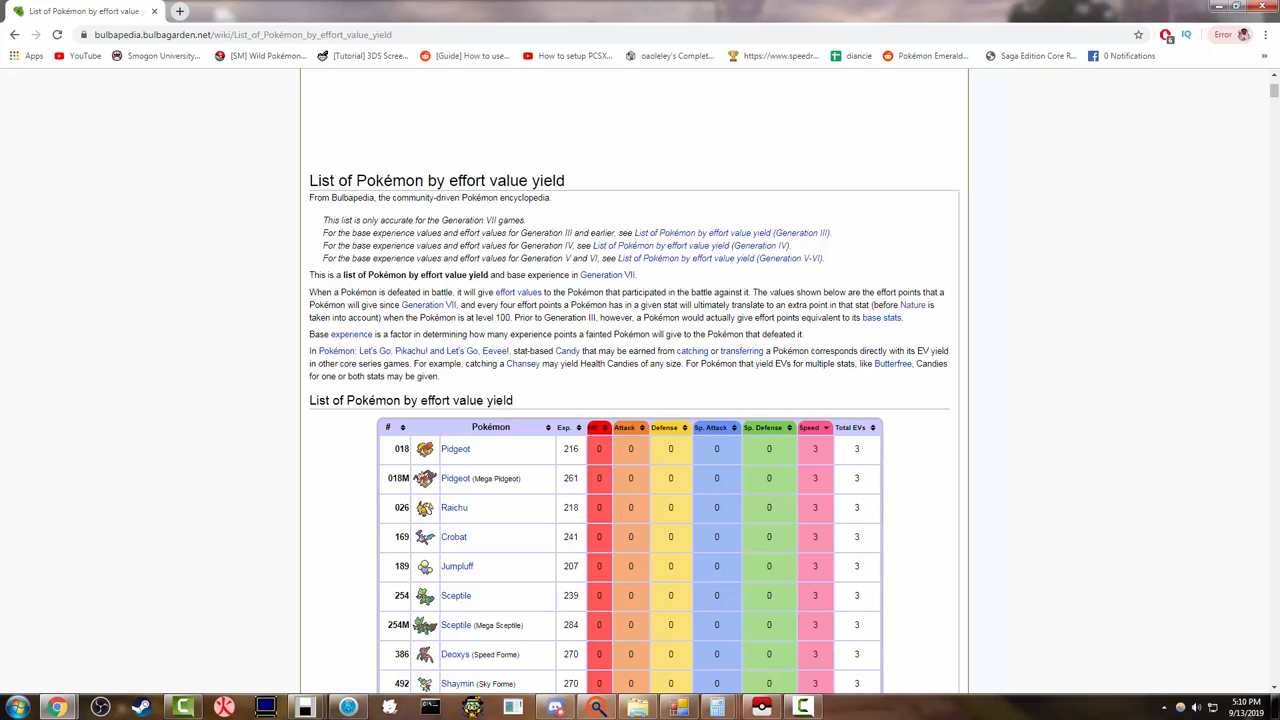 List of Pokémon by effort value y
bulbapedia.bulbagarden.net/wiki/List_of_Pokémon_by_effort_value_yield
Error
Apps YouTube Smogon University... [SM] Wild Pokémon... [Tutorial] 3DS Scree... [Guide] How to use... How to setup PCSX... oaoleley's Complet... https://www.speedr... diancie Pokémon Emerald... Saga Edition Core R... 0 Notifications »
List of Pokémon by effort value yield
From Bulbapedia, the community-driven Pokémon encyclopedia.
This list is only accurate for the Generation VII games.
For the base experience values and effort values for Generation III and earlier, see List of Pokémon by effort value yield (Generation III).
For the base experience values and effort values for Generation IV, see List of Pokémon by effort value yield (Generation IV).
For the base experience values and effort values for Generation V and VI, see List of Pokémon by effort value yield (Generation V-VI).
This is a list of Pokémon by effort value yield and base experience in Generation VII.
When a Pokémon is defeated in battle, it will give effort values to the Pokémon that participated in the battle against it. The values shown below are the effort points that a
Pokémon will give since Generation VII, and every four effort points a Pokémon has in a given stat will ultimately translate to an extra point in that stat (before Nature is
taken into account) when the Pokémon is at level 100. Prior to Generation III, however, a Pokémon would actually give effort points equivalent to its base stats.
Base experience is a factor in determining how many experience points a fainted Pokémon will give to the Pokémon that defeated it.
In Pokémon: Let's Go, Pikachu! and Let's Go, Eevee!, stat-based Candy that may be earned from catching or transferring a Pokémon corresponds directly with its EV yield
in other core series games. For example, catching a Chansey may yield Health Candies of any size. For Pokémon that yield EVs for multiple stats, like Butterfree, Candies
for one or both stats may be given.
List of Pokémon by effort value yield
# Pokémon Exp. HP Attack Defense Sp. Attack Sp. Defense Speed Total EVs
018 Pidgeot 216 0 0 0 0 0 3 3
018M Pidgeot (Mega Pidgeot) 261 0 0 0 0 0 3 3
026 Raichu 218 0 0 0 0 0 3 3
169 Crobat 241 0 0 0 0 0 3 3
189 Jumpluff 207 0 0 0 0 0 3 3
254 Sceptile 239 0 0 0 0 0 3 3
254M Sceptile (Mega Sceptile) 284 0 0 0 0 0 3 3
386 Deoxys (Speed Forme) 270 0 0 0 0 0 3 3
492 Shaymin (Sky Forme) 270 0 0 0 0 0 3 3
5:10 PM
9/13/2019